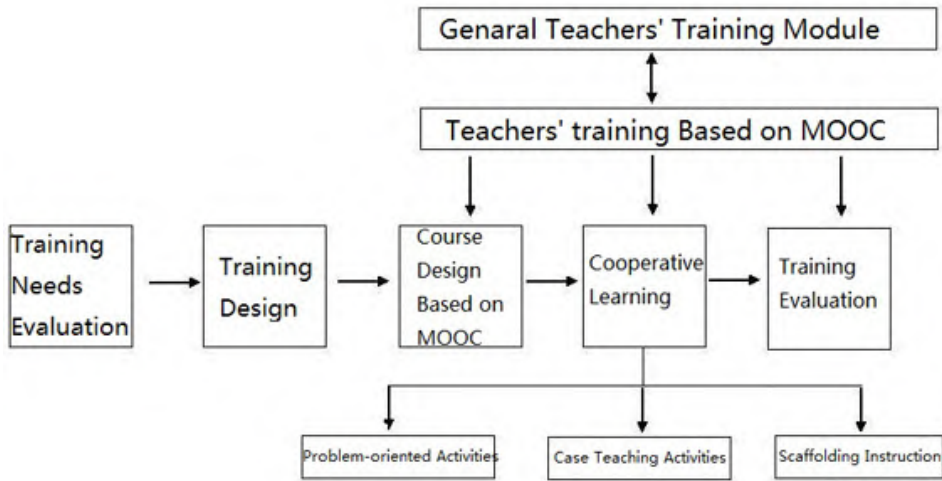 Genaral Teachers' Training Module
Teachers' training Based on MOOC
Training
Needs
Evaluation
Training
Design
Course
Design
Based on
MOOC
Cooperative
Learning
Training
Evaluation
Problem-oriented Activities
Case Teaching Activities
Scaffolding Instruction